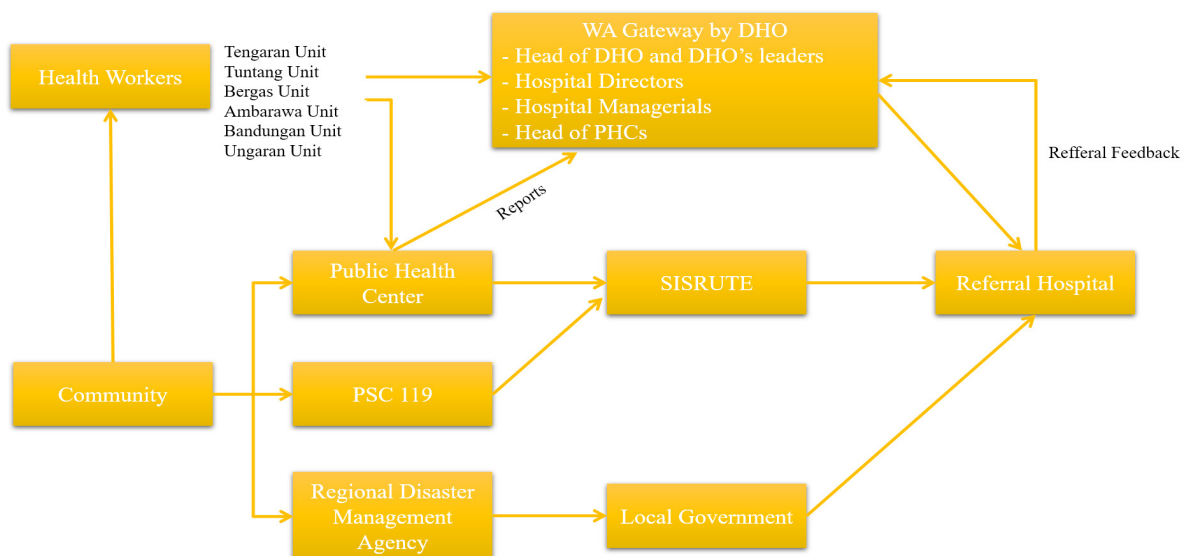 WA Gateway by DHO
- Head of DHO and DHO's leaders
- Hospital Directors
- Hospital Managerials
- Head of PHCs
Health Workers
Tengaran Unit
Tuntang Unit
Bergas Unit
Ambarawa Unit
Bandungan Unit
Ungaran Unit
Refferal Feedback
Reports
Public Health
Center
SISRUTE
Referral Hospital
Community
PSC 119
Regional Disaster
Management
Agency
Local Government